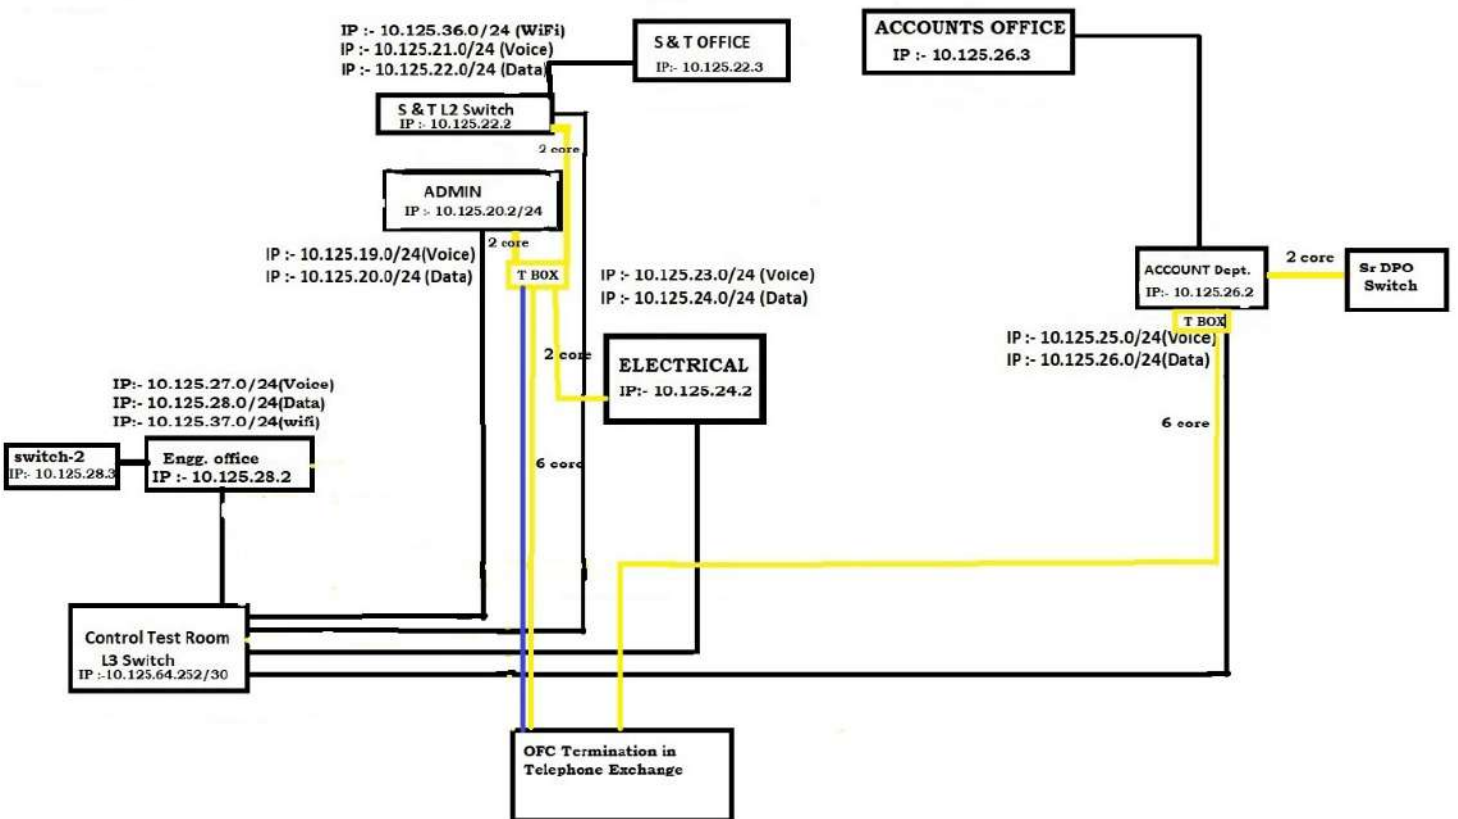 IP :- 10.125.36.0/24 (WiFi)
IP :- 10.125.21.0/24 (Voice)
IP :- 10.125.22.0/24 (Data)
S & T OFFICE
IP:- 10.125.22.3
ACCOUNTS OFFICE
IP :- 10.125.26.3
S & T L2 Switch
IP :- 10.125.22.2
2 core
ADMIN
IP :- 10.125.20.2/24
2 core
IP :- 10.125.19.0/24(Voice)
IP :- 10.125.20.0/24 (Data)
T BOX
IP :- 10.125.23.0/24 (Voice)
IP :- 10.125.24.0/24 (Data)
ACCOUNT Dept.
IP:- 10.125.26.2
2 core
Sr DPO
Switch
T BOX
IP :- 10.125.25.0/24(Voice)
IP :- 10.125.26.0/24(Data)
2 core
ELECTRICAL
IP:- 10.125.24.2
6 core
IP:- 10.125.27.0/24(Voice)
IP:- 10.125.28.0/24(Data)
IP:- 10.125.37.0/24(wifi)
switch-2
IP:- 10.125.28.3
Engg. office
IP :- 10.125.28.2
6 core
Control Test Room
L3 Switch
IP :-10.125.64.252/30
OFC Termination in
Telephone Exchange